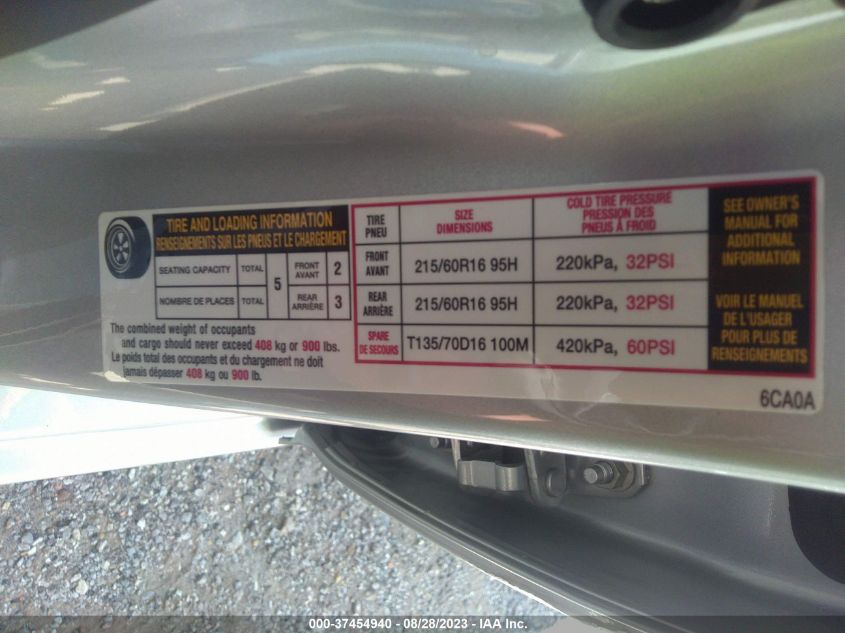 TIRE AND LOADING INFORMATION
RENSEIGNEMENTS SUR LES PNEUS ET LE CHARGEMENT
SEATING CAPACITY TOTAL 5 FRONT AVANT 2
NOMBRE DE PLACES TOTAL REAR ARRIÈRE 3
The combined weight of occupants
and cargo should never exceed 408 kg or 900 lbs.
Le poids total des occupants et du chargement ne doit
jamais dépasser 408 kg ou 900 lb.
TIRE PNEU SIZE DIMENSIONS COLD TIRE PRESSURE PRESSION DES PNEUS À FROID
FRONT AVANT 215/60R16 95H 220kPa, 32PSI
REAR ARRIÈRE 215/60R16 95H 220kPa, 32PSI
SPARE DE SECOURS T135/70D16 100M 420kPa, 60PSI
SEE OWNER'S
MANUAL FOR
ADDITIONAL
INFORMATION
VOIR LE MANUEL
DE L'USAGER
POUR PLUS DE
RENSEIGNEMENTS
6CA0A
000-37454940 - 08/28/2023 - IAA Inc.